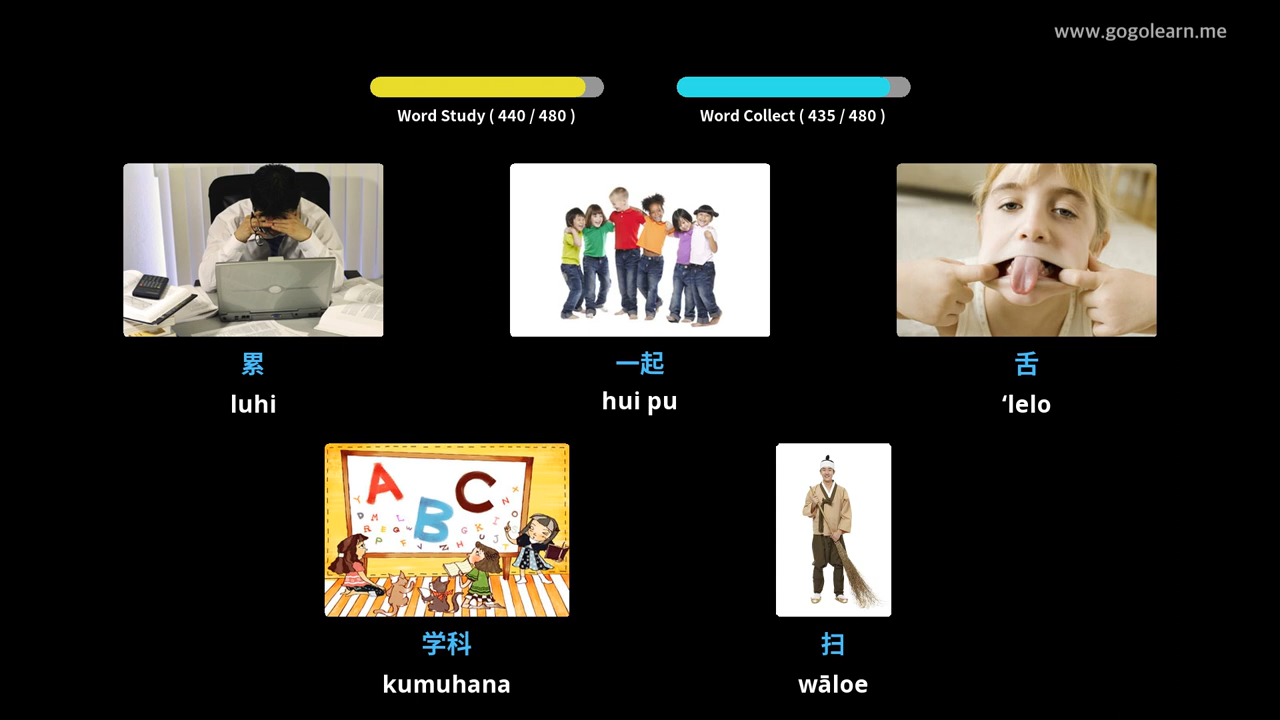 www.gogolearn.me
Word Study ( 440 / 480 )
Word Collect ( 435 / 480 )
累
luhi
一起
hui pu
舌
ʻlelo
A B C
学科
kumuhana
扫
wāloe